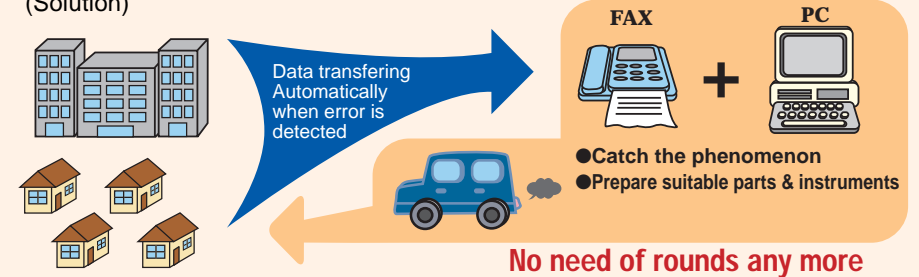 (Solution)
FAX
PC
Data transfering
Automatically
when error is
detected
+
●Catch the phenomenon
●Prepare suitable parts & instruments
No need of rounds any more